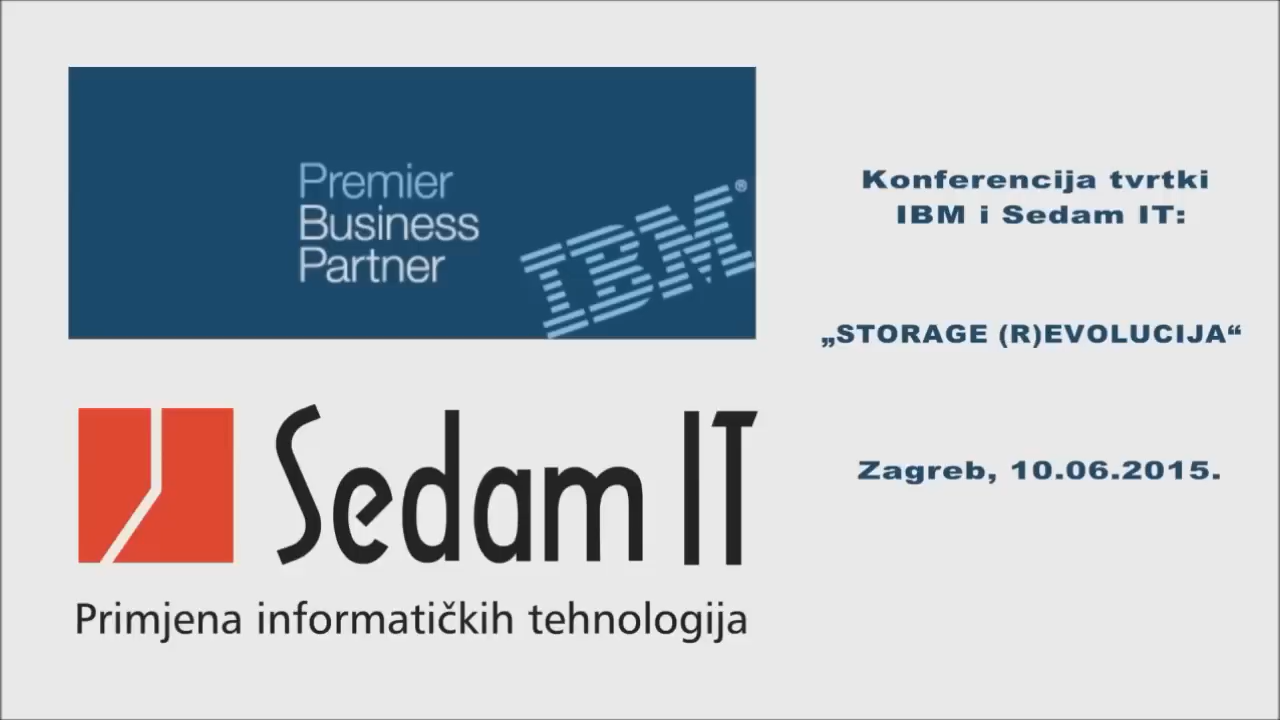 Premier
Business
Partner
IBM®
Sedam IT
Primjena informatičkih tehnologija
Konferencija tvrtki
IBM i Sedam IT:
„STORAGE (R)EVOLUCIJA“
Zagreb, 10.06.2015.